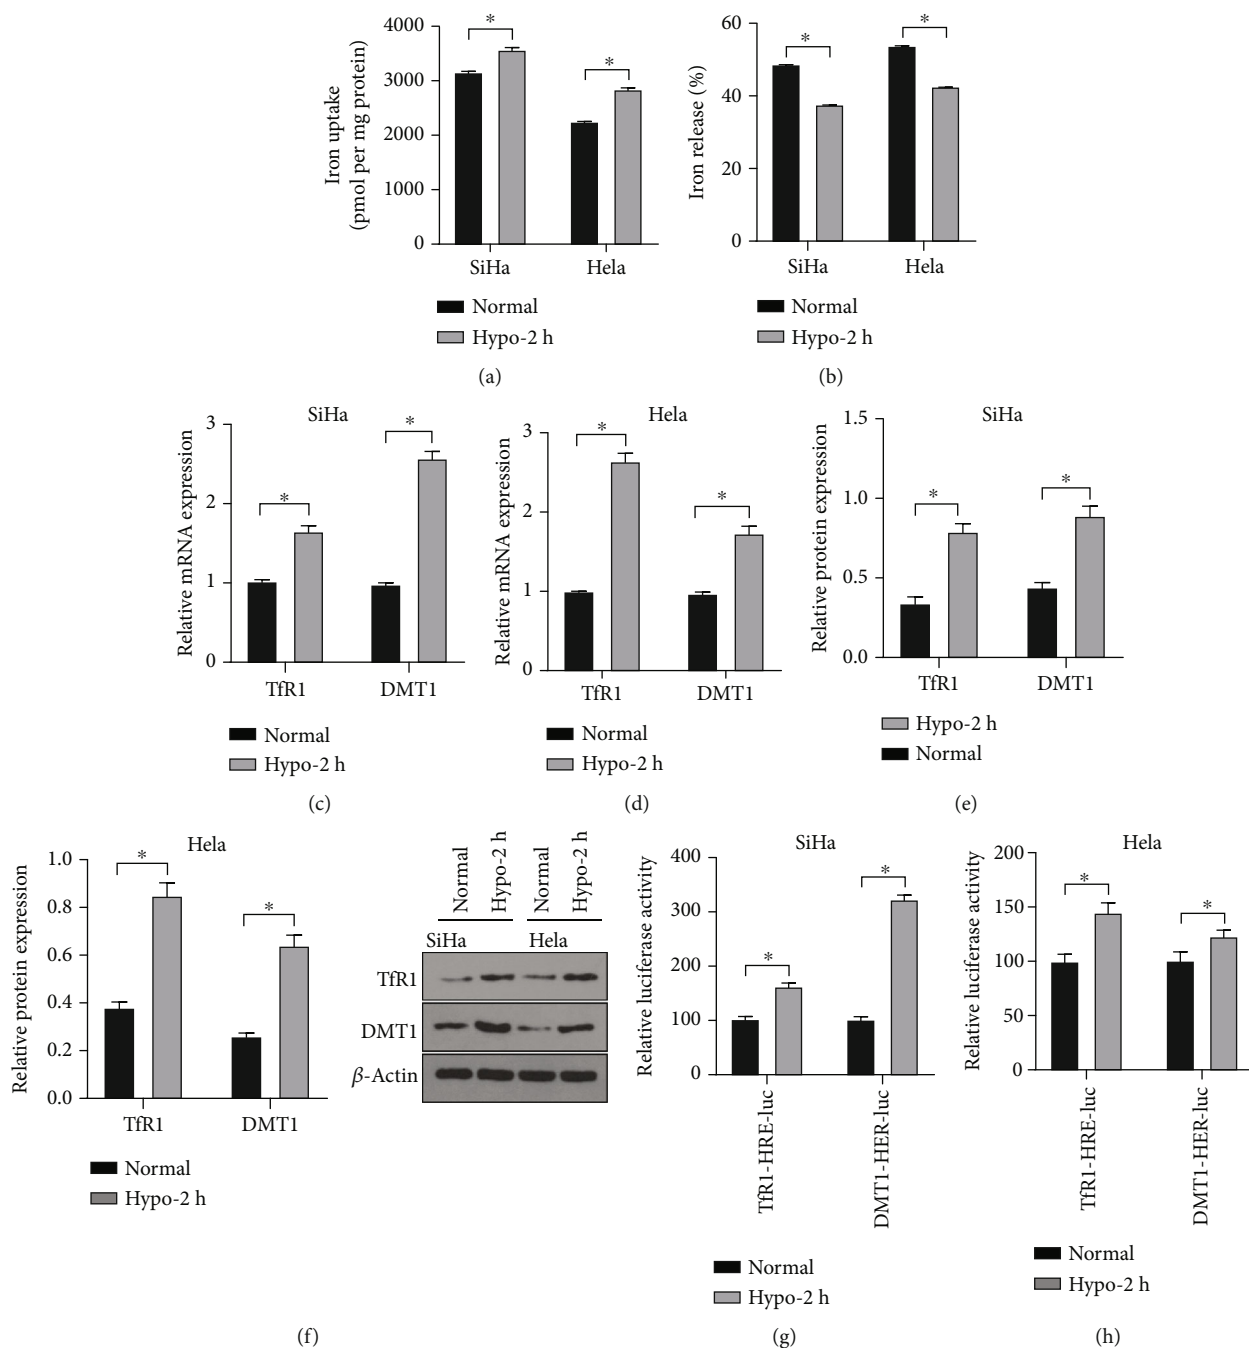 4000
3000
2000
1000
0
Iron uptake
(pmol per mg protein)
*
*
SiHa
Hela
Normal
Hypo-2 h
(a)
60
40
20
0
Iron release (%)
*
*
SiHa
Hela
Normal
Hypo-2 h
(b)
SiHa
3
2
1
0
Relative mRNA expression
*
*
TfR1
DMT1
Normal
Hypo-2 h
(c)
Hela
3
2
1
0
Relative mRNA expression
*
*
TfR1
DMT1
Normal
Hypo-2 h
(d)
SiHa
1.5
1.0
0.5
0.0
Relative protein expression
*
*
TfR1
DMT1
Hypo-2 h
Normal
(e)
Hela
1.0
0.8
0.6
0.4
0.2
0.0
Relative protein expression
*
*
TfR1
DMT1
Normal
Hypo-2 h
Normal
Hypo-2 h
Normal
Hypo-2 h
SiHa
Hela
TfR1
DMT1
β-Actin
(f)
SiHa
400
300
200
100
0
Relative luciferase activity
*
*
TfR1-HRE-luc
DMT1-HER-luc
Normal
Hypo-2 h
(g)
Hela
200
150
100
50
0
Relative luciferase activity
*
*
TfR1-HRE-luc
DMT1-HER-luc
Normal
Hypo-2 h
(h)